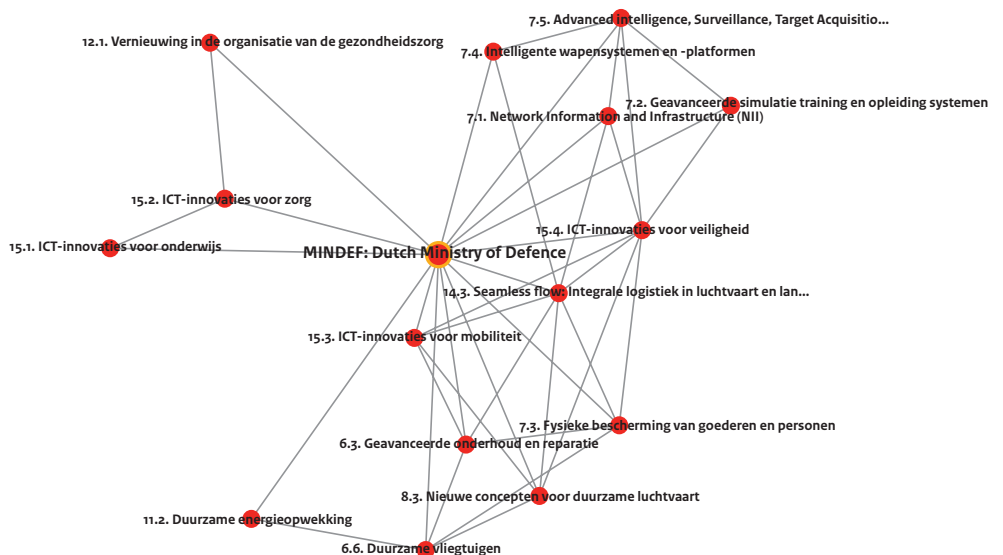 7.5. Advanced intelligence, Surveillance, Target Acquisitio...
12.1. Vernieuwing in de organisatie van de gezondheidszorg
7.4. Intelligente wapensystemen en -platformen
7.2. Geavanceerde simulatie training en opleiding systemen
7.1. Network Information and Infrastructure (NII)
15.2. ICT-innovaties voor zorg
15.4. ICT-innovaties voor veiligheid
15.1. ICT-innovaties voor onderwijs
MINDEF: Dutch Ministry of Defence
14.3. Seamless flow: Integrale logistiek in luchtvaart en lan...
15.3. ICT-innovaties voor mobiliteit
7.3. Fysieke bescherming van goederen en personen
6.3. Geavanceerde onderhoud en reparatie
8.3. Nieuwe concepten voor duurzame luchtvaart
11.2. Duurzame energieopwekking
6.6. Duurzame vliegtuigen